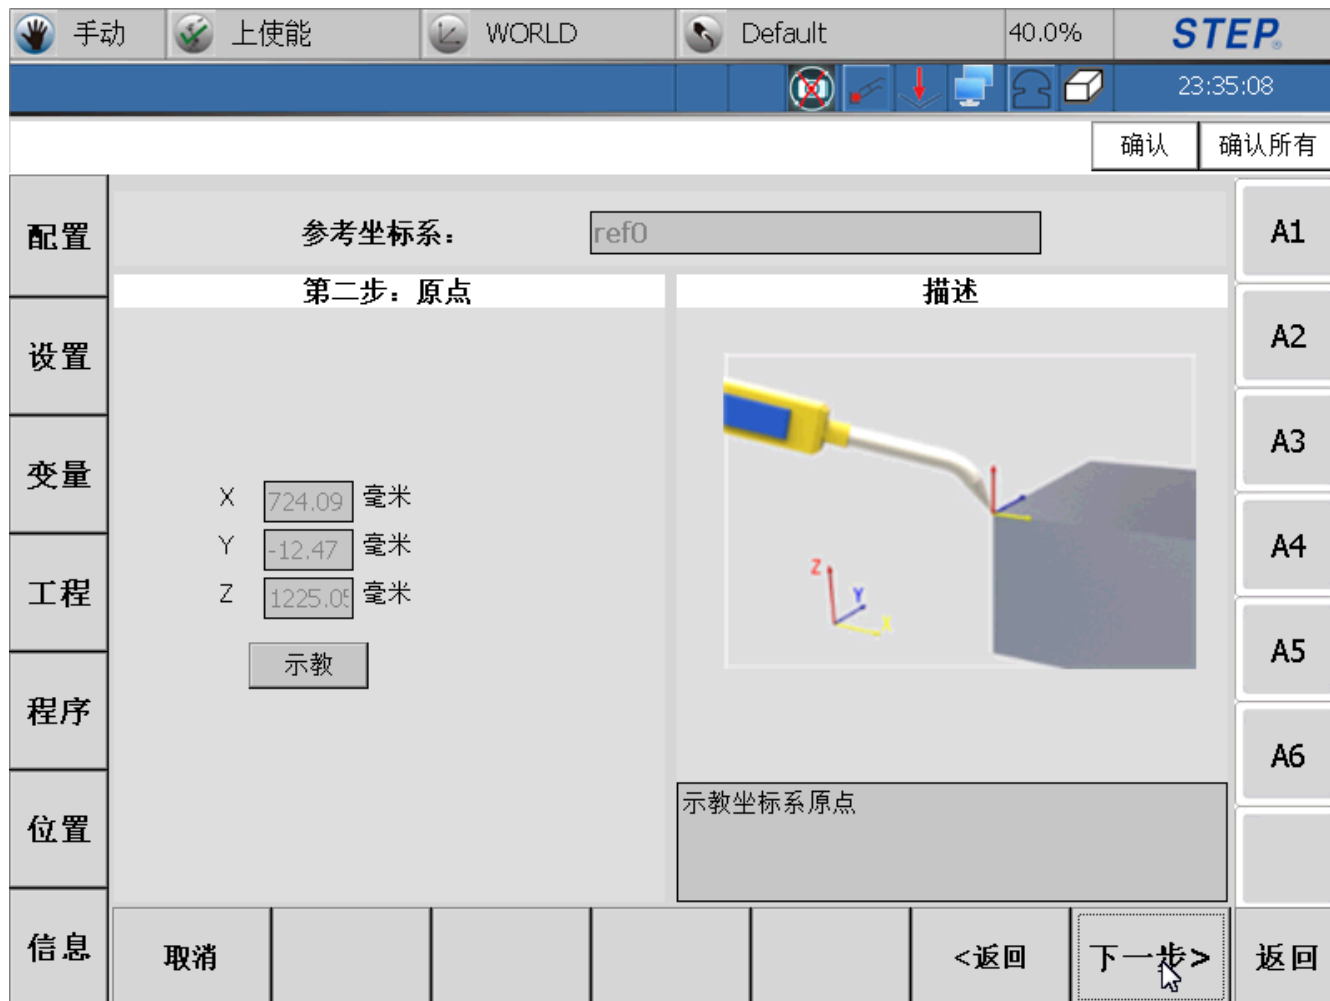 手动 上使能 WORLD Default 40.0% STEP®
23:35:08
确认 确认所有
配置
设置
变量
工程
程序
位置
信息
参考坐标系： ref0
第二步：原点
X 724.09 毫米
Y -12.47 毫米
Z 1225.05 毫米
示教
描述
Z
Y
X
示教坐标系原点
A1
A2
A3
A4
A5
A6
取消 <返回 下一步> 返回